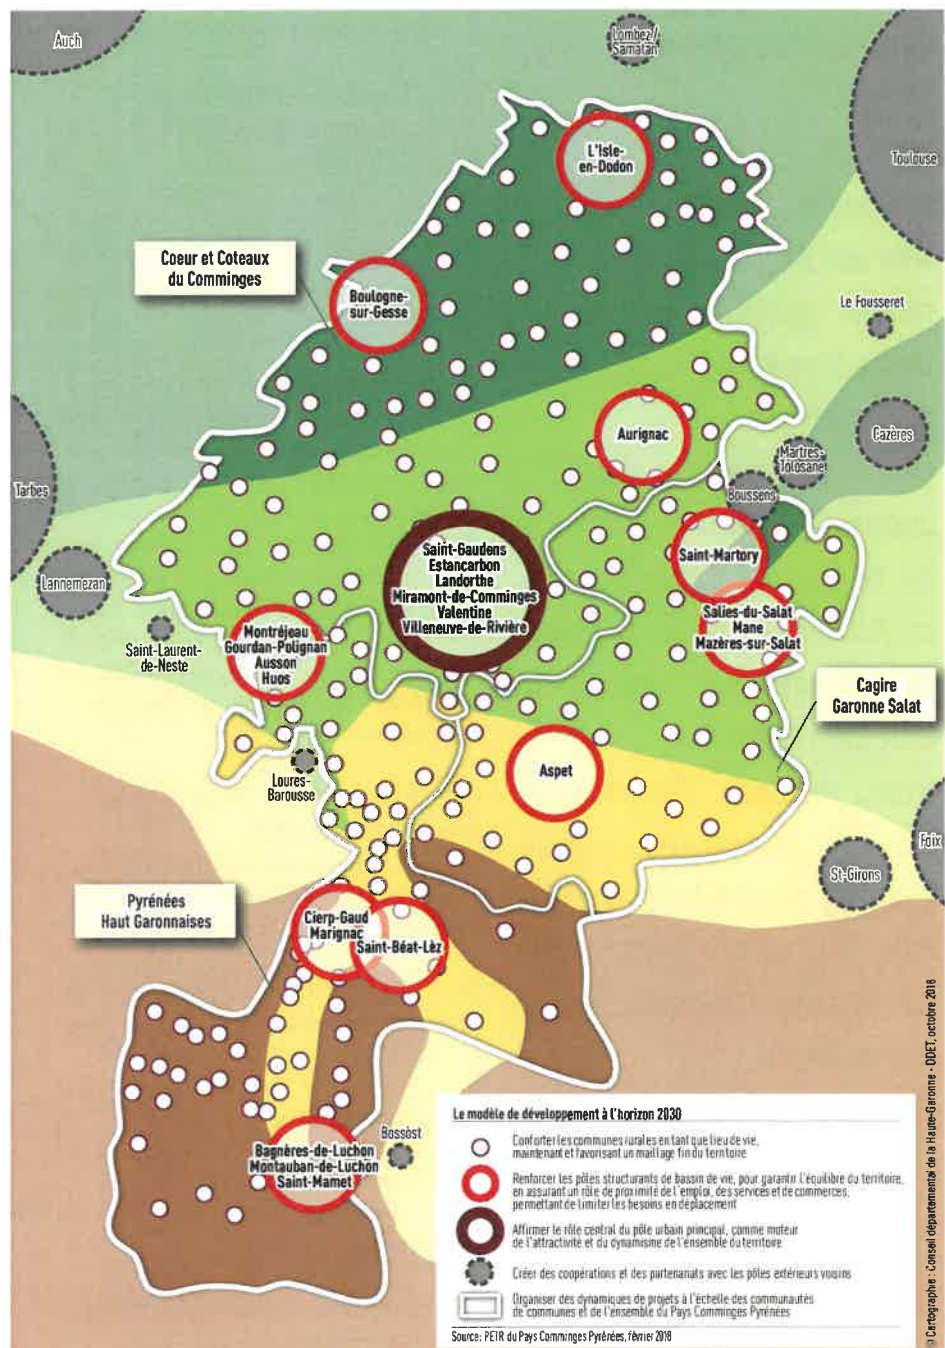 Auch
Lombez/
Samatan
Toulouse
L'Isle-
en-Dodon
Coeur et Coteaux
du Comminges
Boulogne-
sur-Gesse
Le Fousseret
Aurignac
Cazères
Martres-
Tolosane
Boussens
Tarbes
Saint-Gaudens
Estancarbon
Landorthe
Miramont-de-Comminges
Valentine
Villeneuve-de-Rivière
Saint-Martory
Lannemezan
Salies-du-Salat
Mane
Mazères-sur-Salat
Montréjeau
Gourdan-Polignan
Ausson
Huos
Saint-Laurent-
de-Neste
Cagire
Garonne Salat
Loures-
Barousse
Aspet
Foix
St-Girons
Pyrénées
Haut Garonnaises
Cierp-Gaud
Marignac
Saint-Béat-Lèz
Bossòst
Bagnères-de-Luchon
Montauban-de-Luchon
Saint-Mamet
Le modèle de développement à l'horizon 2030
Conforter les communes rurales en tant que lieu de vie,
maintenant et favorisant un maillage fin du territoire
Renforcer les pôles structurants de bassin de vie, pour garantir l'équilibre du territoire,
en assurant un rôle de proximité de l'emploi, des services et de commerces,
permettant de limiter les besoins en déplacement
Affirmer le rôle central du pôle urbain principal, comme moteur
de l'attractivité et du dynamisme de l'ensemble du territoire
Créer des coopérations et des partenariats avec les pôles extérieurs voisins
Organiser des dynamiques de projets à l'échelle des communautés
de communes et de l'ensemble du Pays Comminges Pyrénées
Source: PETR du Pays Comminges Pyrénées, février 2018
© Cartographie : Conseil départemental de la Haute-Garonne - DDET, octobre 2018